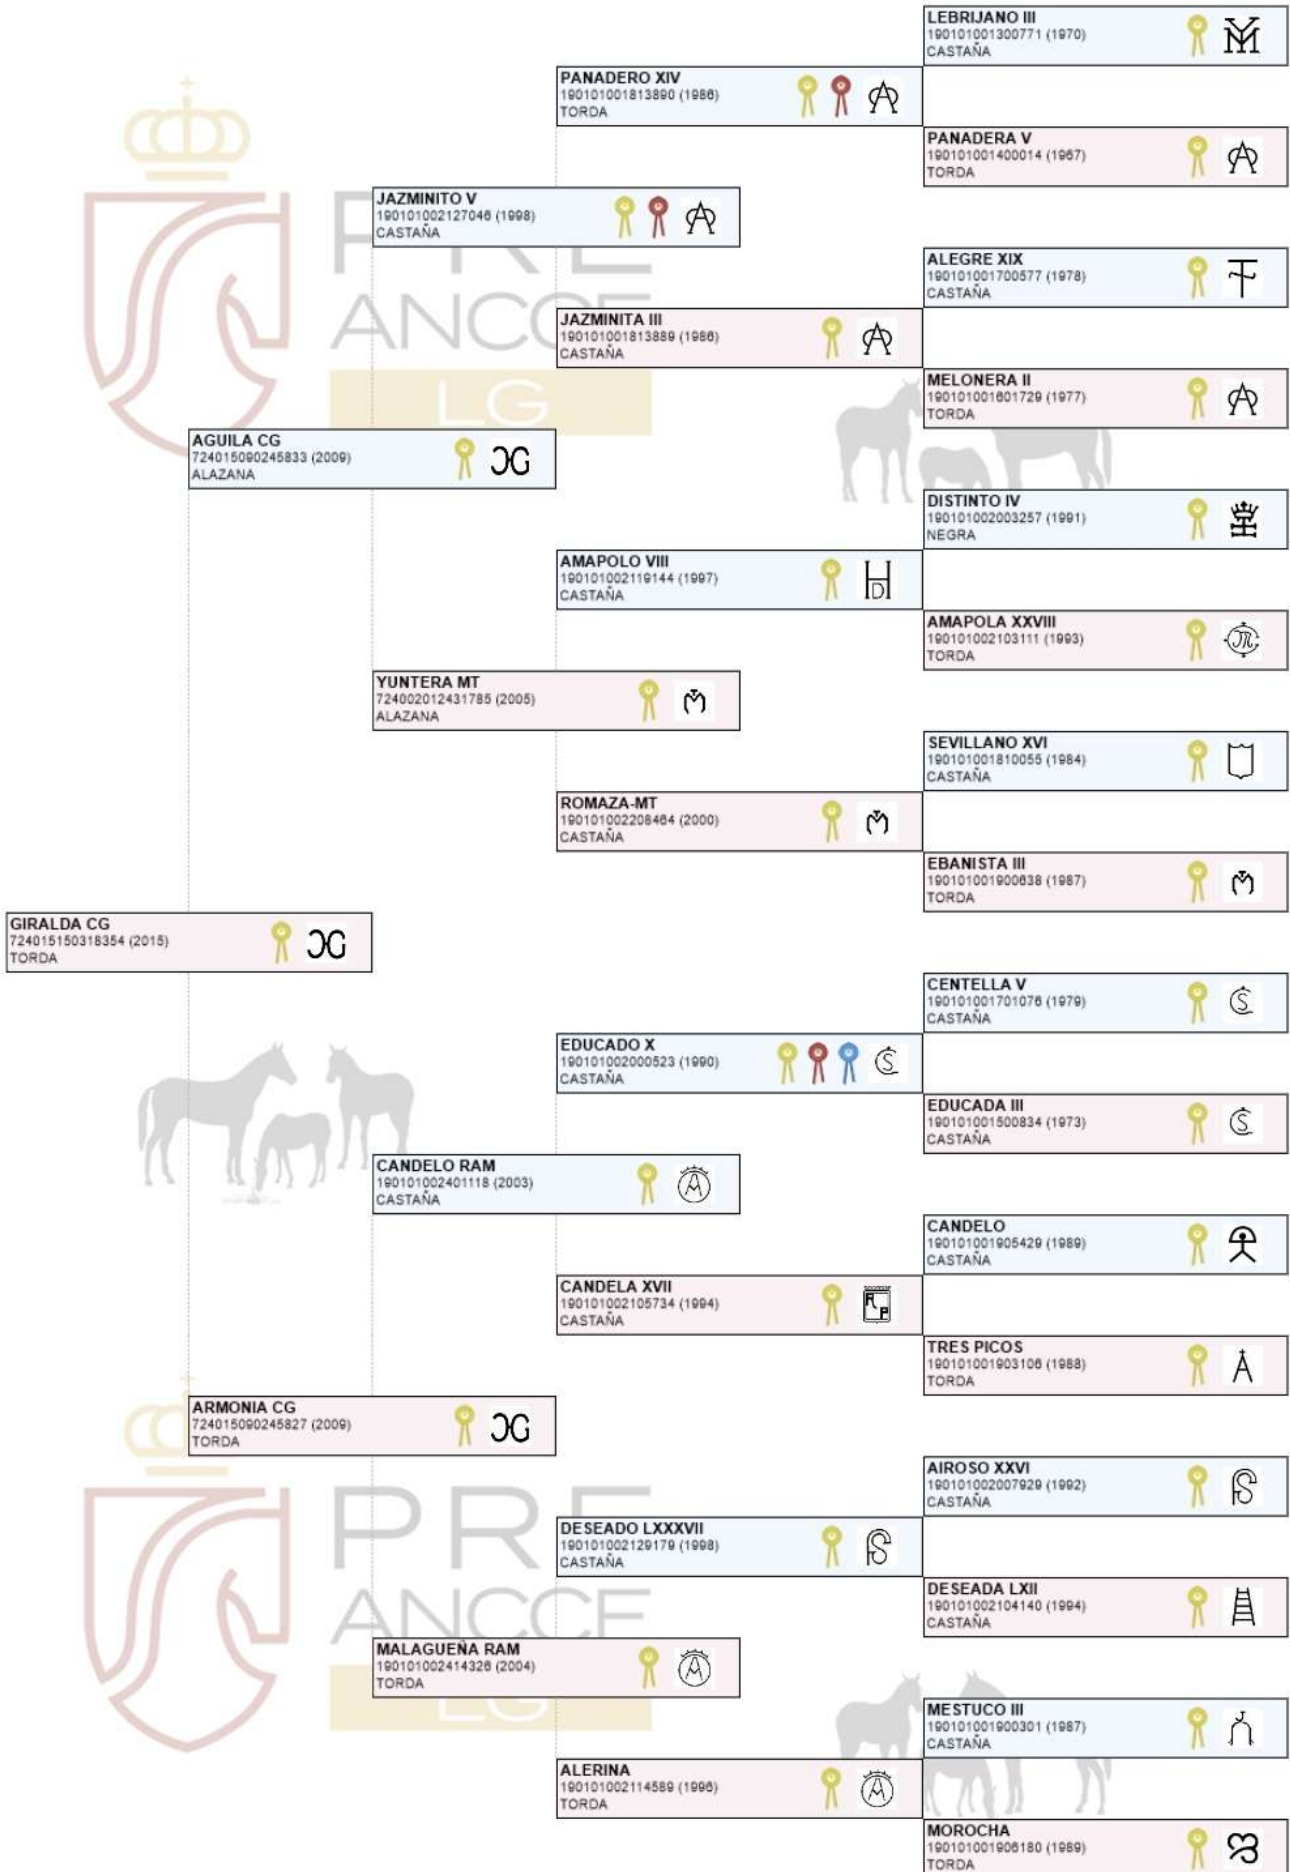 LEBRIJANO III
190101001300771 (1970)
CASTAÑA
PANADERO XIV
190101001813890 (1986)
TORDA
PANADERA V
190101001400014 (1967)
TORDA
JAZMINITO V
190101002127046 (1998)
CASTAÑA
PRE
ANCCE
LG
ALEGRE XIX
190101001700577 (1978)
CASTAÑA
JAZMINITA III
190101001813889 (1986)
CASTAÑA
MELONERA II
190101001601729 (1977)
TORDA
AGUILA CG
724015090245833 (2009)
ALAZANA
DISTINTO IV
190101002003257 (1991)
NEGRA
AMAPOLO VIII
190101002119144 (1997)
CASTAÑA
AMAPOLA XXVIII
190101002103111 (1993)
TORDA
YUNTERA MT
724002012431785 (2005)
ALAZANA
SEVILLANO XVI
190101001810055 (1984)
CASTAÑA
ROMAZA-MT
190101002208464 (2000)
CASTAÑA
EBANISTA III
190101001900638 (1987)
TORDA
GIRALDA CG
724015150318354 (2015)
TORDA
CENTELLA V
190101001701076 (1979)
CASTAÑA
EDUCADO X
190101002000523 (1990)
CASTAÑA
EDUCADA III
190101001500834 (1973)
CASTAÑA
CANDELO RAM
190101002401118 (2003)
CASTAÑA
CANDELO
190101001905429 (1989)
CASTAÑA
CANDELA XVII
190101002105734 (1994)
CASTAÑA
TRES PICOS
190101001903106 (1988)
TORDA
ARMONIA CG
724015090245827 (2009)
TORDA
AIROSO XXVI
190101002007929 (1992)
CASTAÑA
PRE
ANCCE
LG
DESEADO LXXXVII
190101002129179 (1998)
CASTAÑA
DESEADA LXII
190101002104140 (1994)
CASTAÑA
MALAGUEÑA RAM
190101002414326 (2004)
TORDA
MESTUCO III
190101001900301 (1987)
CASTAÑA
ALERINA
190101002114589 (1996)
TORDA
MOROCHA
190101001906180 (1989)
TORDA